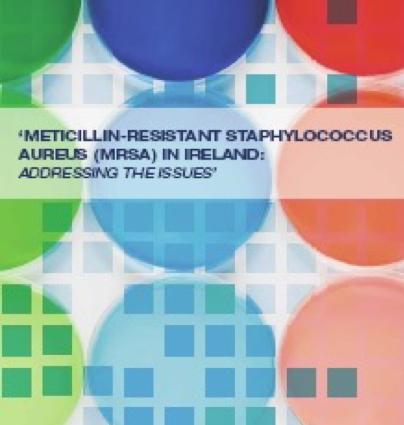 ‘METICILLIN-RESISTANT STAPHYLOCOCCUS
AUREUS (MRSA) IN IRELAND:
ADDRESSING THE ISSUES’